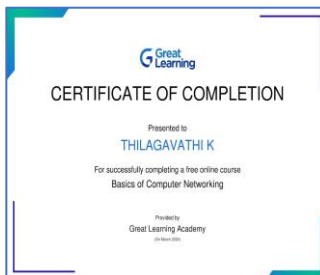 Great
Learning
CERTIFICATE OF COMPLETION
Presented to
THILAGAVATHI K
For successfully completing a free online course
Basics of Computer Networking
Provided by
Great Learning Academy